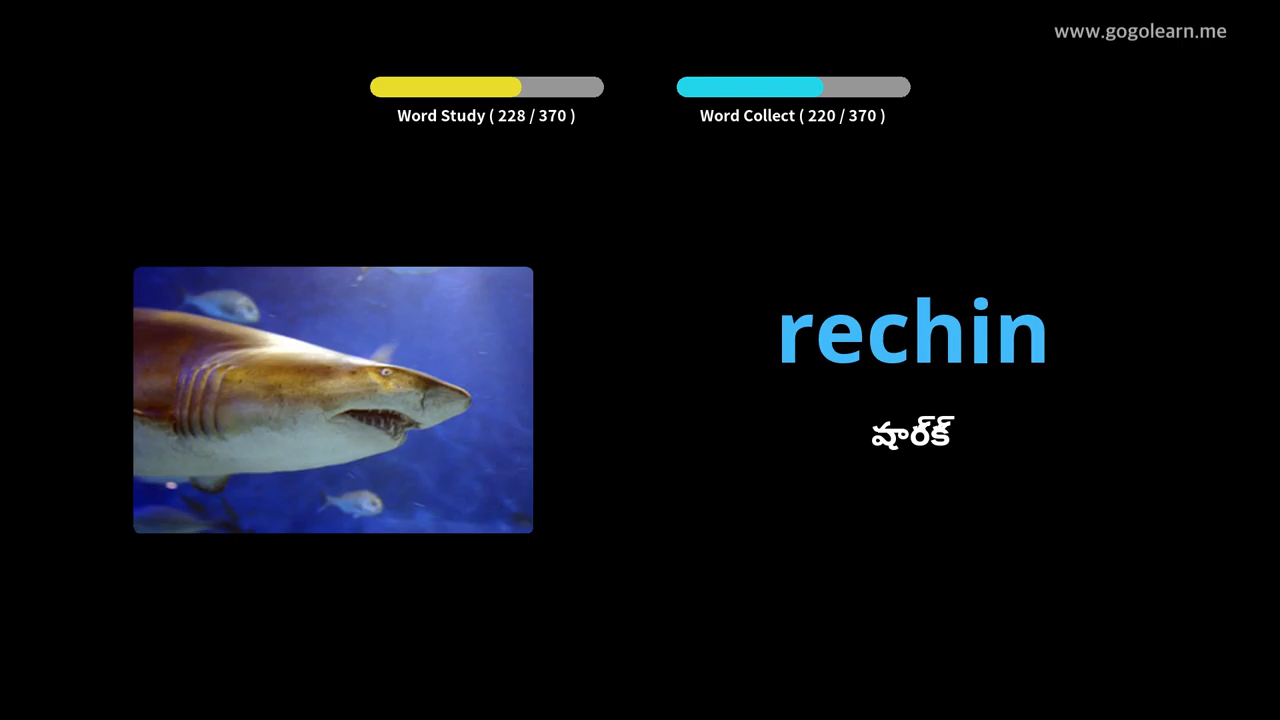 www.gogolearn.me
Word Study ( 228 / 370 )
Word Collect ( 220 / 370 )
rechin
షార్క్